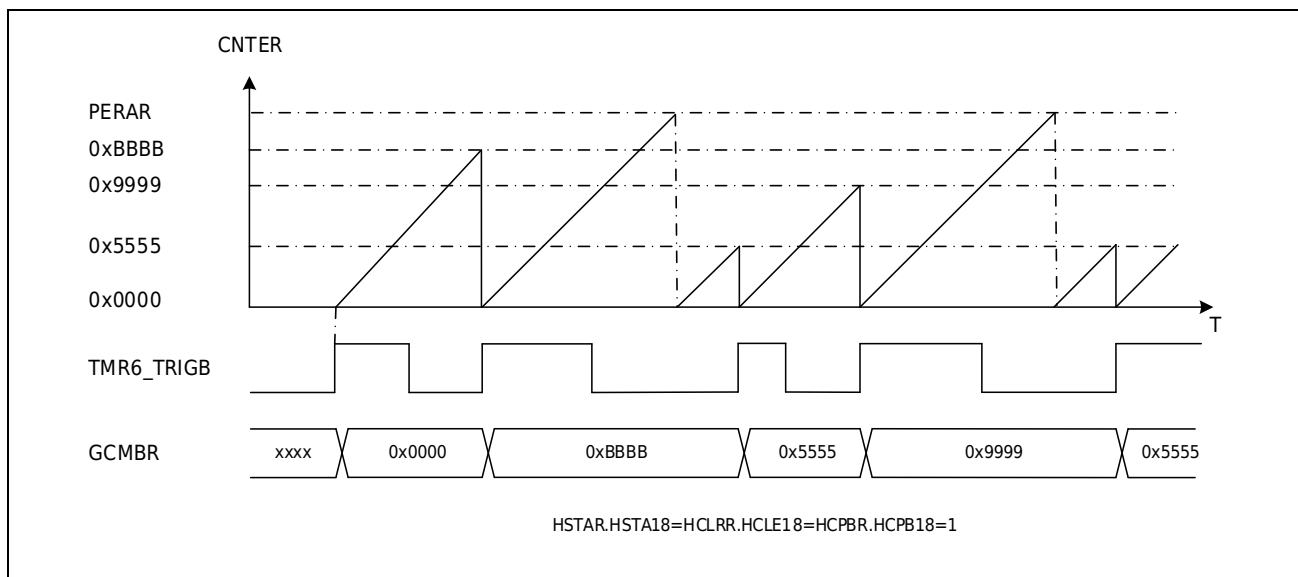 CNTER
PERAR
0xBBBB
0x9999
0x5555
0x0000
T
TMR6_TRIGB
GCMBR
xxxx 0x0000 0xBBBB 0x5555 0x9999 0x5555
HSTAR.HSTA18=HCLRR.HCLE18=HCPBR.HCPB18=1